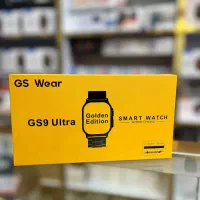 GS Wear
GS9 Ultra
Golden
Edition
SMART WATCH